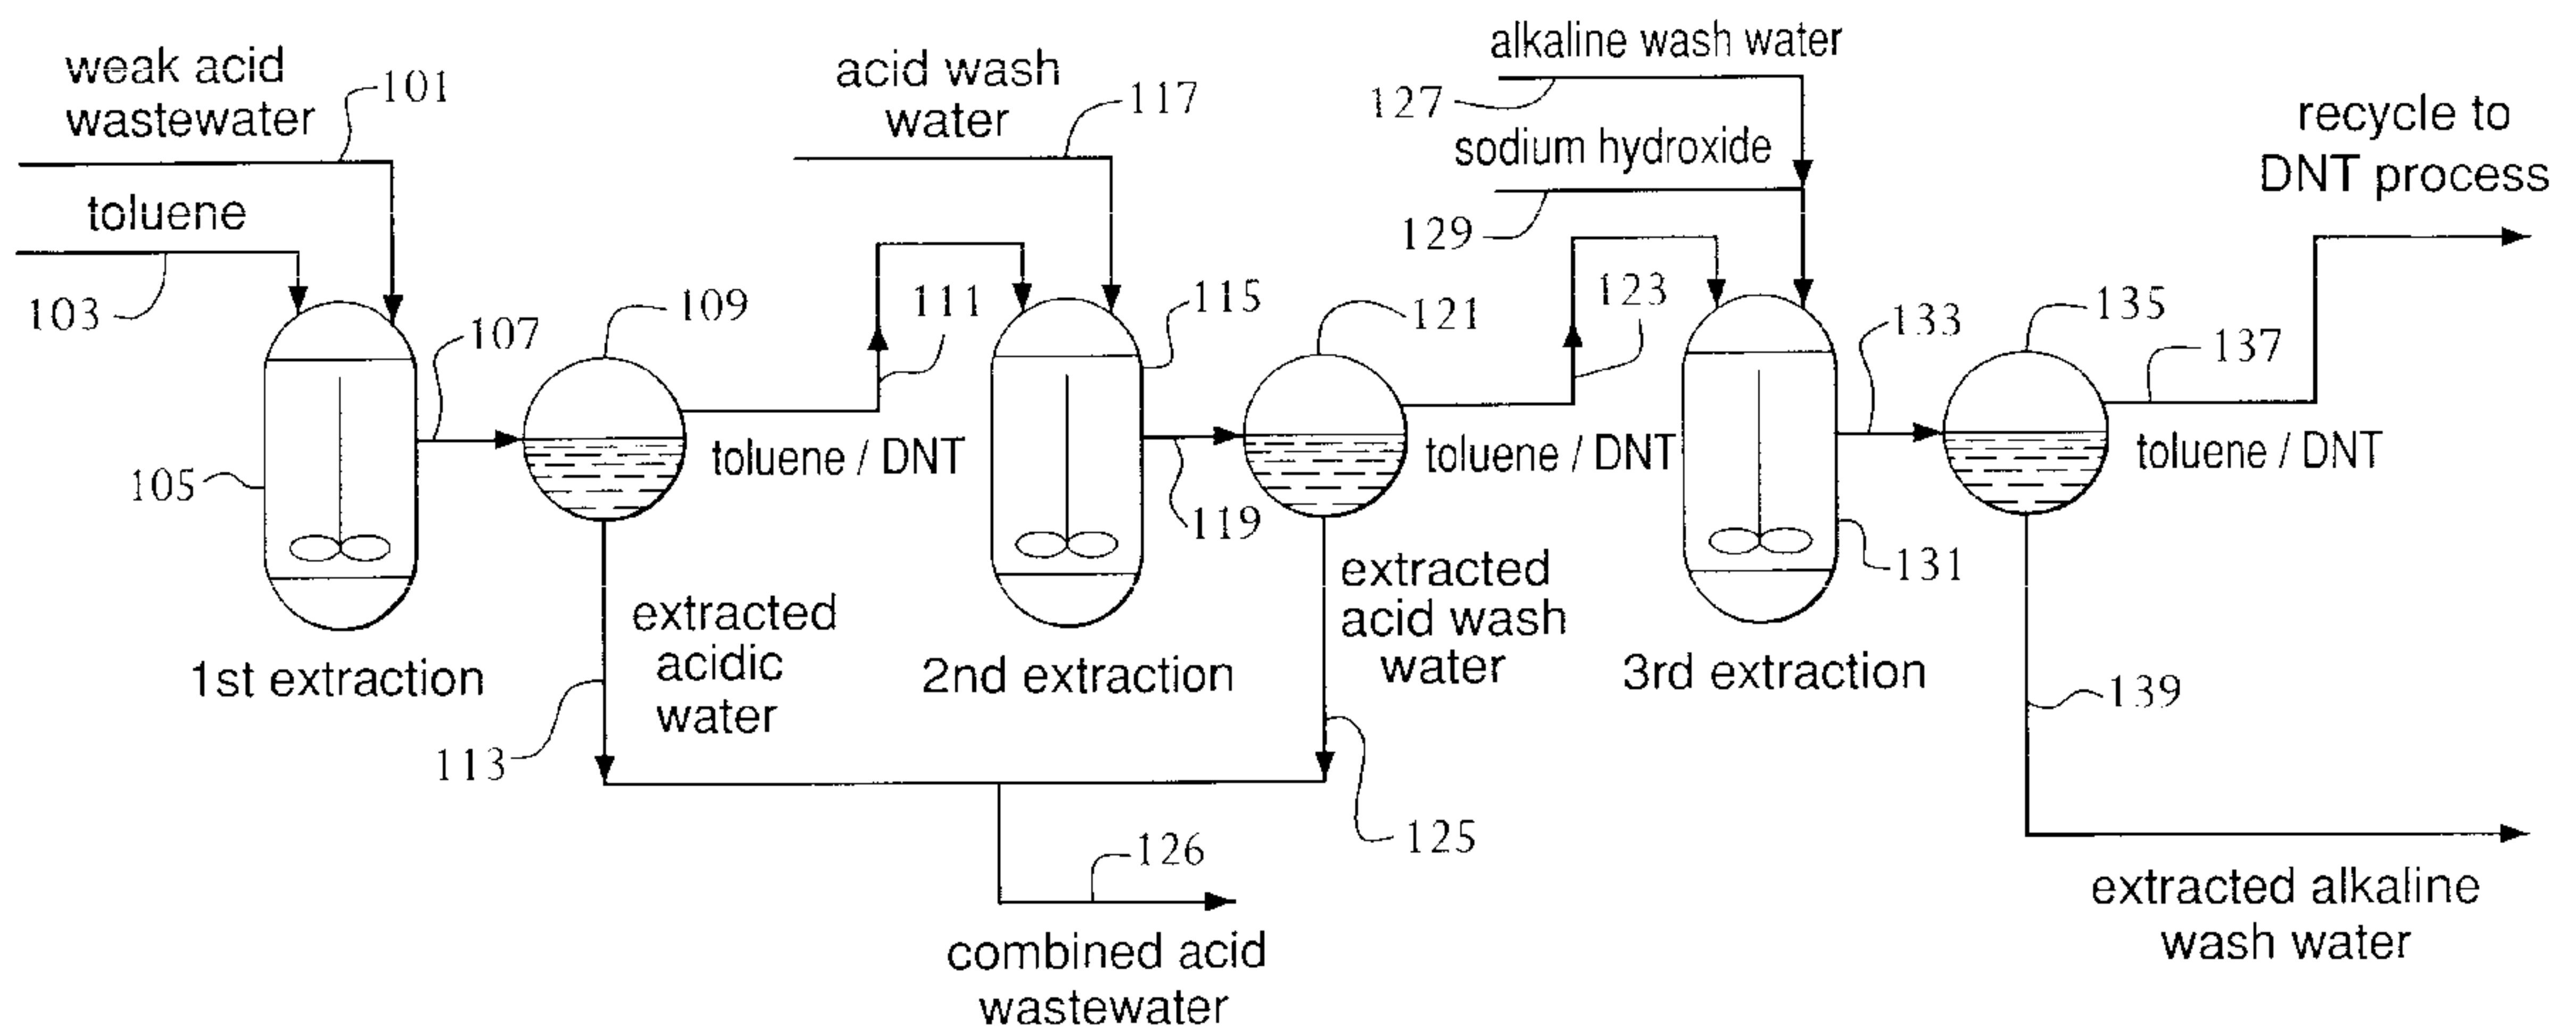 weak acid
wastewater
101
toluene
103
105
107
109
1st extraction
extracted
acidic
water
113
toluene / DNT
111
acid wash
water
117
115
119
2nd extraction
121
toluene / DNT
123
extracted
acid wash
water
125
126
combined acid
wastewater
alkaline wash water
127
sodium hydroxide
129
131
133
3rd extraction
135
137
toluene / DNT
recycle to
DNT process
139
extracted alkaline
wash water